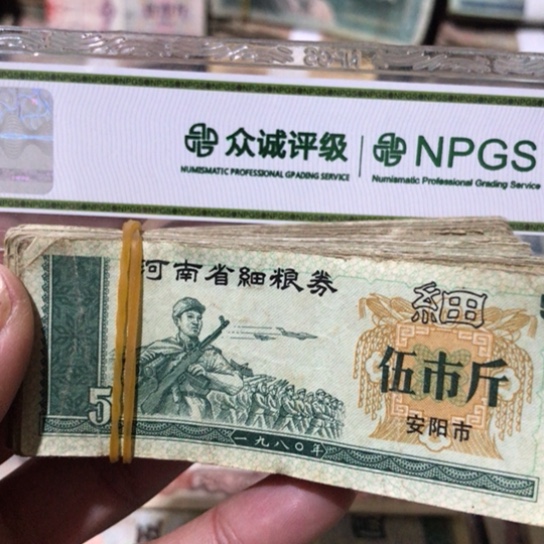 众诚评级 NPGS
NUMISMATIC PROFESSIONAL GPADING SERVICE Numismatic Professional Grading Service
河南省細粮券
細
伍市斤
安阳市
5
一九八〇年